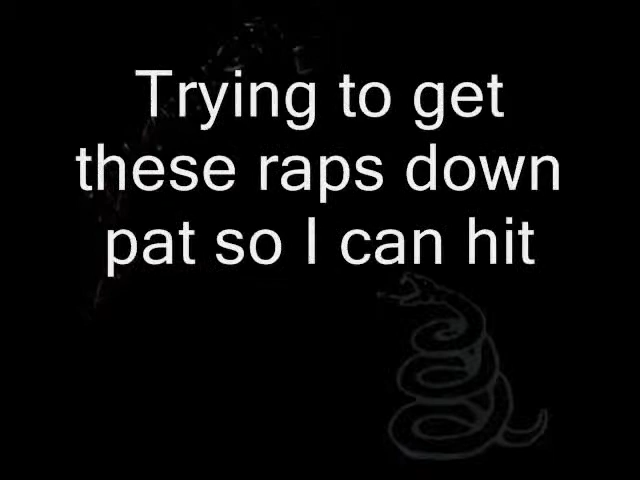 Trying to get
these raps down
pat so I can hit